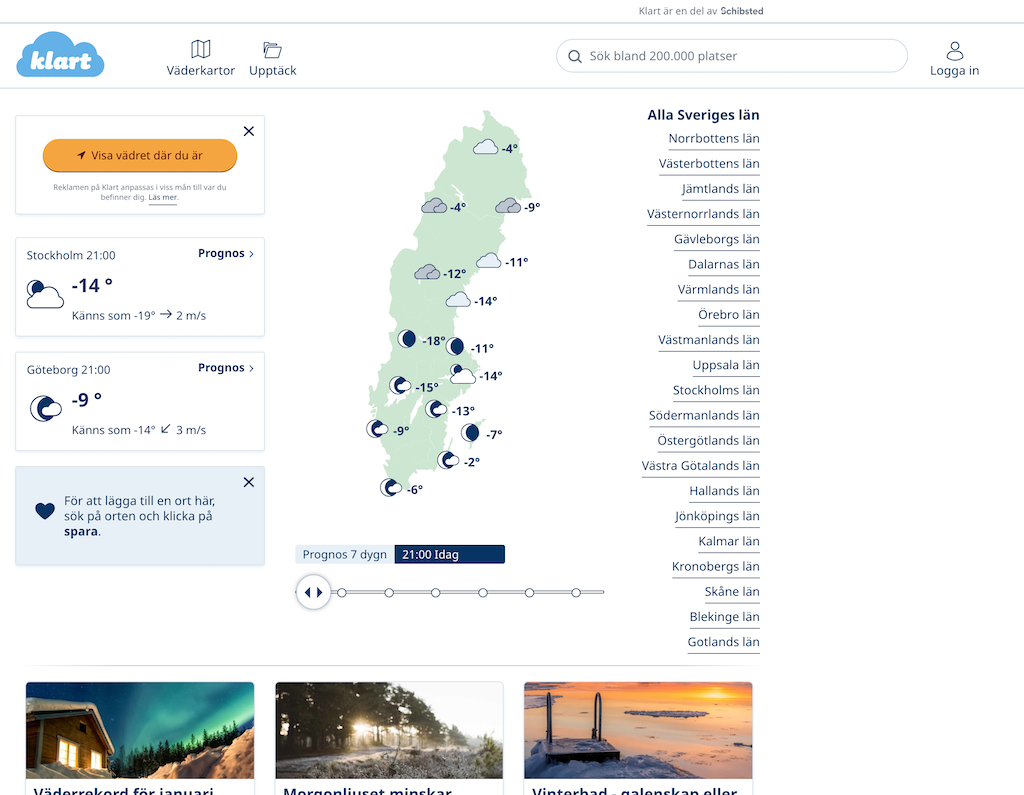 Klart är en del av Schibsted
klart
Väderkartor
Upptäck
Sök bland 200.000 platser
Logga in
Visa vädret där du är
Reklamen på Klart anpassas i viss mån till var du
befinner dig. Läs mer.
Stockholm 21:00
Prognos
-14 °
Känns som -19° 2 m/s
Göteborg 21:00
Prognos
-9 °
Känns som -14° 3 m/s
För att lägga till en ort här,
sök på orten och klicka på
spara.
-4°
-4°
-9°
-11°
-12°
-14°
-18°
-11°
-14°
-15°
-13°
-9°
-7°
-2°
-6°
Prognos 7 dygn
21:00 Idag
Alla Sveriges län
Norrbottens län
Västerbottens län
Jämtlands län
Västernorrlands län
Gävleborgs län
Dalarnas län
Värmlands län
Örebro län
Västmanlands län
Uppsala län
Stockholms län
Södermanlands län
Östergötlands län
Västra Götalands län
Hallands län
Jönköpings län
Kalmar län
Kronobergs län
Skåne län
Blekinge län
Gotlands län
Väderrekord för januari
Morgonljuset minskar
Vinterbad - galenskap eller